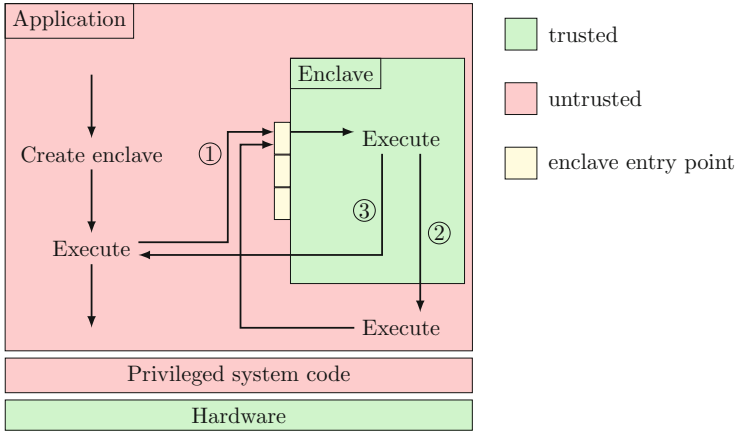 Application
Enclave
Create enclave
①
Execute
Execute
③
②
Execute
Privileged system code
Hardware
trusted
untrusted
enclave entry point